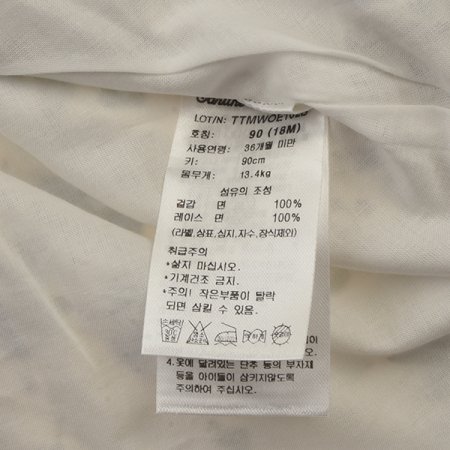 LOT/N: TTMWOE
호칭: 90 (18M)
사용연령: 36개월 미만
키: 90cm
몸무게: 13.4kg
섬유의 조성
겉감 면 100%
레이스 면 100%
(라벨,상표,심지,자수,장식제외)
취급주의
•삶지 마십시오.
•기계건조 금지.
•주의! 작은부품이 탈락
되면 삼킬 수 있음.
4. 옷에 달려있는 단추 등의 부자재
등을 아이들이 삼키지않도록
주의하여 주십시오.